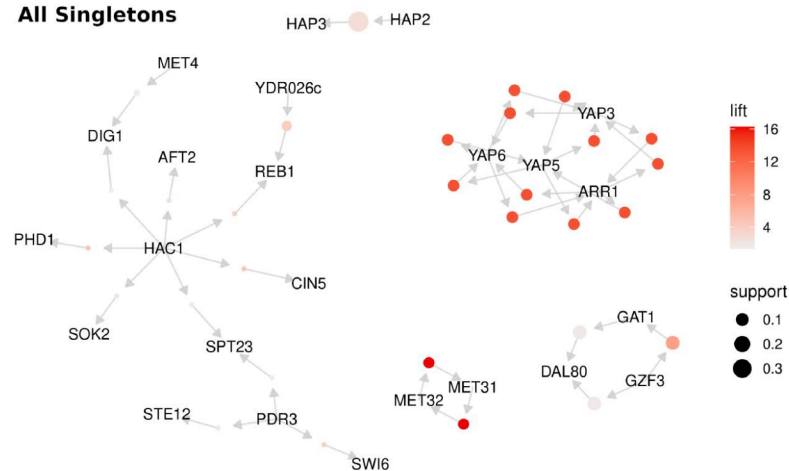 All Singletons
HAP3
HAP2
MET4
YDR026c
DIG1
AFT2
REB1
PHD1
HAC1
CIN5
SOK2
SPT23
STE12
PDR3
SWI6
YAP3
YAP6
YAP5
ARR1
MET31
MET32
GAT1
DAL80
GZF3
lift
16
12
8
4
support
0.1
0.2
0.3